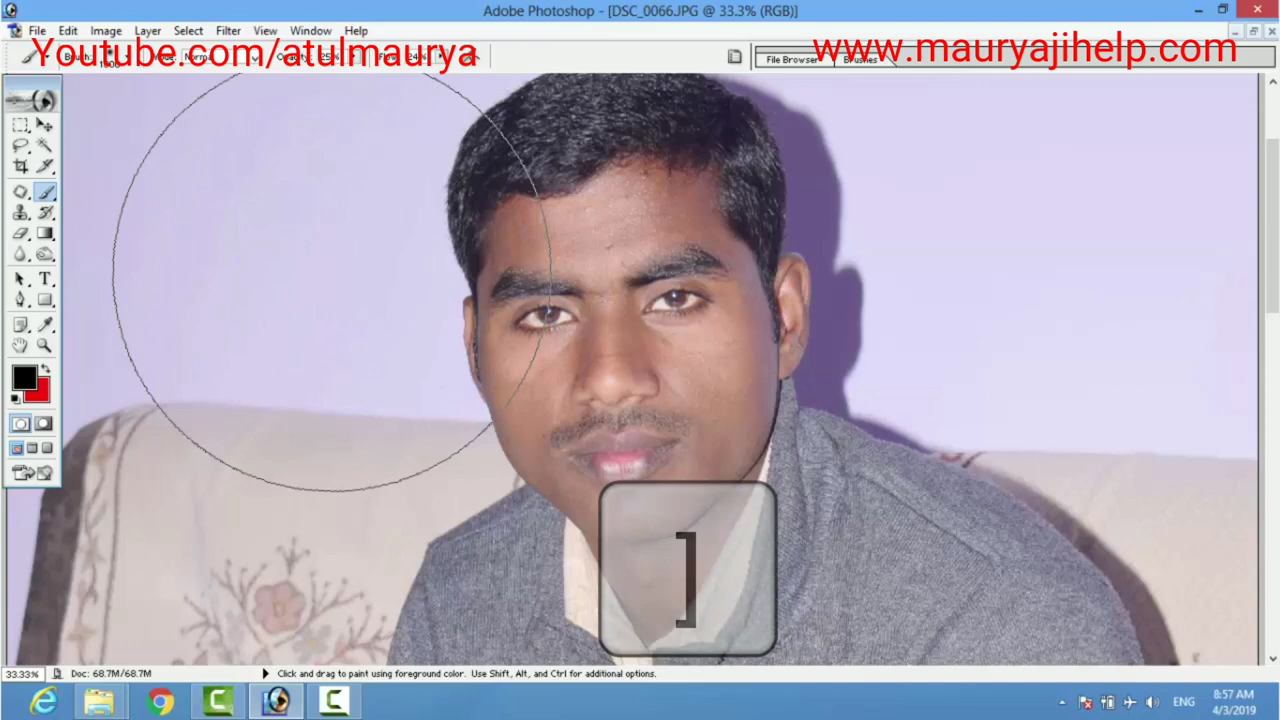 Adobe Photoshop - [DSC_0066.JPG @ 33.3% (RGB)]
File Edit Image Layer Select Filter View Window Help
Youtube.com/atulmaurya
www.mauryajihelp.com
File Browser Brushes
T
]
33.33% Doc: 68.7M/68.7M Click and drag to paint using foreground color. Use Shift, Alt, and Ctrl for additional options.
ENG
8:57 AM
4/3/2019